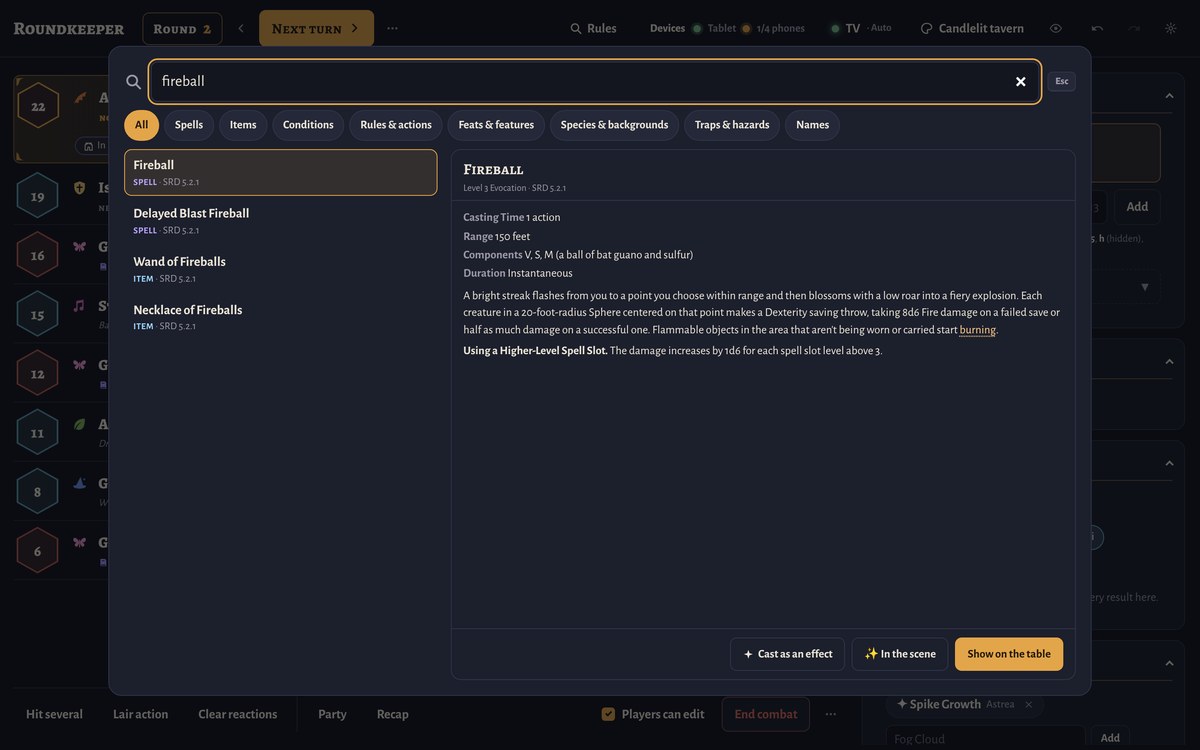 Roundkeeper
Round 2
Next turn
Rules
Devices Tablet 1/4 phones
TV · Auto
Candlelit tavern
fireball
Esc
All
Spells
Items
Conditions
Rules & actions
Feats & features
Species & backgrounds
Traps & hazards
Names
22
19
16
15
12
11
8
6
Fireball
SPELL · SRD 5.2.1
Delayed Blast Fireball
SPELL · SRD 5.2.1
Wand of Fireballs
ITEM · SRD 5.2.1
Necklace of Fireballs
ITEM · SRD 5.2.1
Fireball
Level 3 Evocation · SRD 5.2.1
Casting Time 1 action
Range 150 feet
Components V, S, M (a ball of bat guano and sulfur)
Duration Instantaneous
A bright streak flashes from you to a point you choose within range and then blossoms with a low roar into a fiery explosion. Each
creature in a 20-foot-radius Sphere centered on that point makes a Dexterity saving throw, taking 8d6 Fire damage on a failed save or
half as much damage on a successful one. Flammable objects in the area that aren't being worn or carried start burning.
Using a Higher-Level Spell Slot. The damage increases by 1d6 for each spell slot level above 3.
Cast as an effect
In the scene
Show on the table
3
Add
h (hidden).
result here.
Hit several
Lair action
Clear reactions
Party
Recap
Players can edit
End combat
Spike Growth Astrea
Fog Cloud
Add